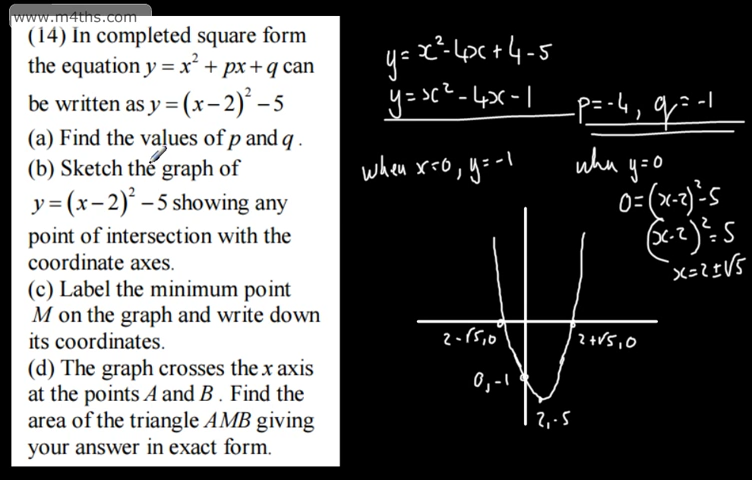 www.m4ths.com
(14) In completed square form
the equation y = x² + px + q can
be written as y = (x − 2)² − 5
(a) Find the values of p and q .
(b) Sketch the graph of
y = (x − 2)² − 5 showing any
point of intersection with the
coordinate axes.
(c) Label the minimum point
M on the graph and write down
its coordinates.
(d) The graph crosses the x axis
at the points A and B . Find the
area of the triangle AMB giving
your answer in exact form.
y = x² - 4x + 4 - 5
y = x² - 4x - 1
p = -4, q = -1
when x=0, y = -1
when y=0
0 = (x-2)² - 5
(x-2)² = 5
x = 2 ± √5
2-√5,0
2+√5,0
0,-1
2,-5